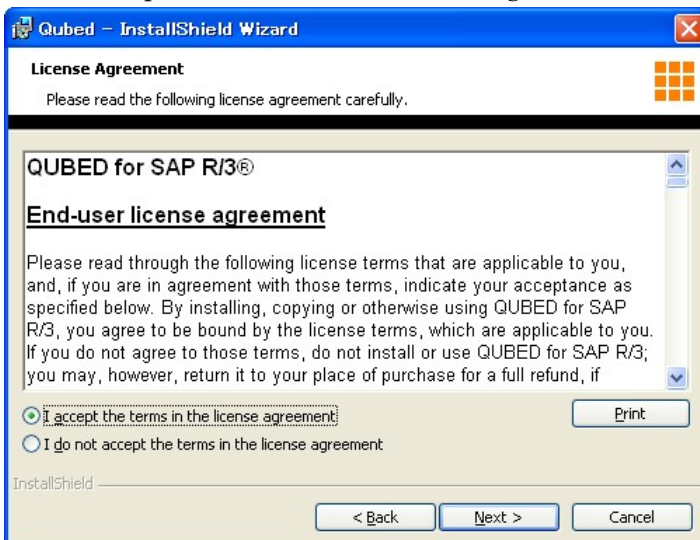 Qubed - InstallShield Wizard
License Agreement
Please read the following license agreement carefully.
QUBED for SAP R/3®
End-user license agreement
Please read through the following license terms that are applicable to you,
and, if you are in agreement with those terms, indicate your acceptance as
specified below. By installing, copying or otherwise using QUBED for SAP
R/3, you agree to be bound by the license terms, which are applicable to you.
If you do not agree to those terms, do not install or use QUBED for SAP R/3;
you may, however, return it to your place of purchase for a full refund, if
I accept the terms in the license agreement
Print
I do not accept the terms in the license agreement
InstallShield
< Back
Next >
Cancel